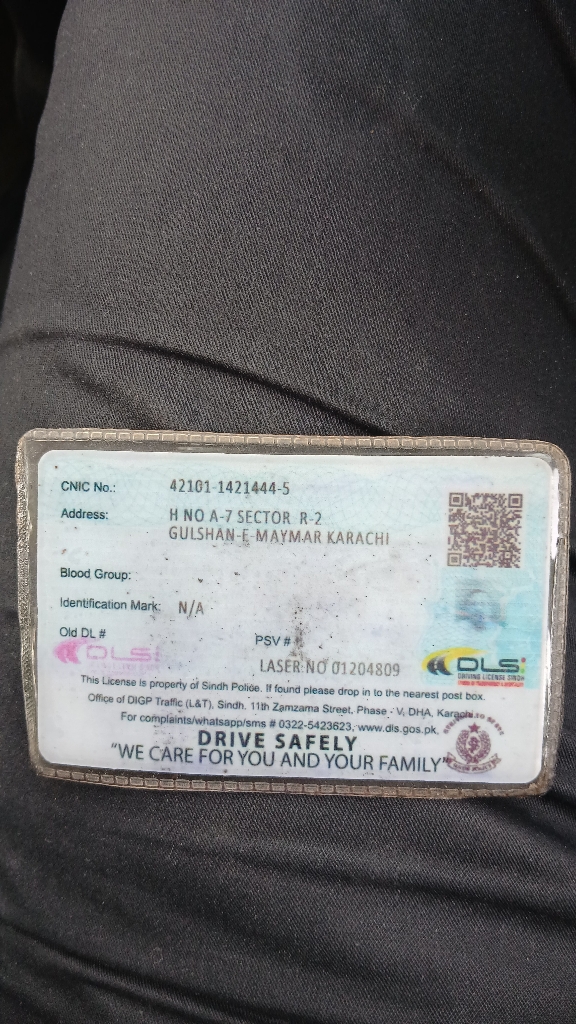 CNIC No.: 42101-1421444-5
Address: H NO A-7 SECTOR R-2
GULSHAN-E-MAYMAR KARACHI
Blood Group:
Identification Mark: N/A
Old DL #
PSV #
DLS
LASER NO 01204809
DLS
DRIVING LICENSE SINDH
This License is property of Sindh Police. If found please drop in to the nearest post box.
Office of DIGP Traffic (L&T), Sindh. 11th Zamzama Street, Phase - V, DHA, Karachi
For complaints/whatsapp/sms # 0322-5423623, www.dls.gos.pk,
DRIVE SAFELY
"WE CARE FOR YOU AND YOUR FAMILY"